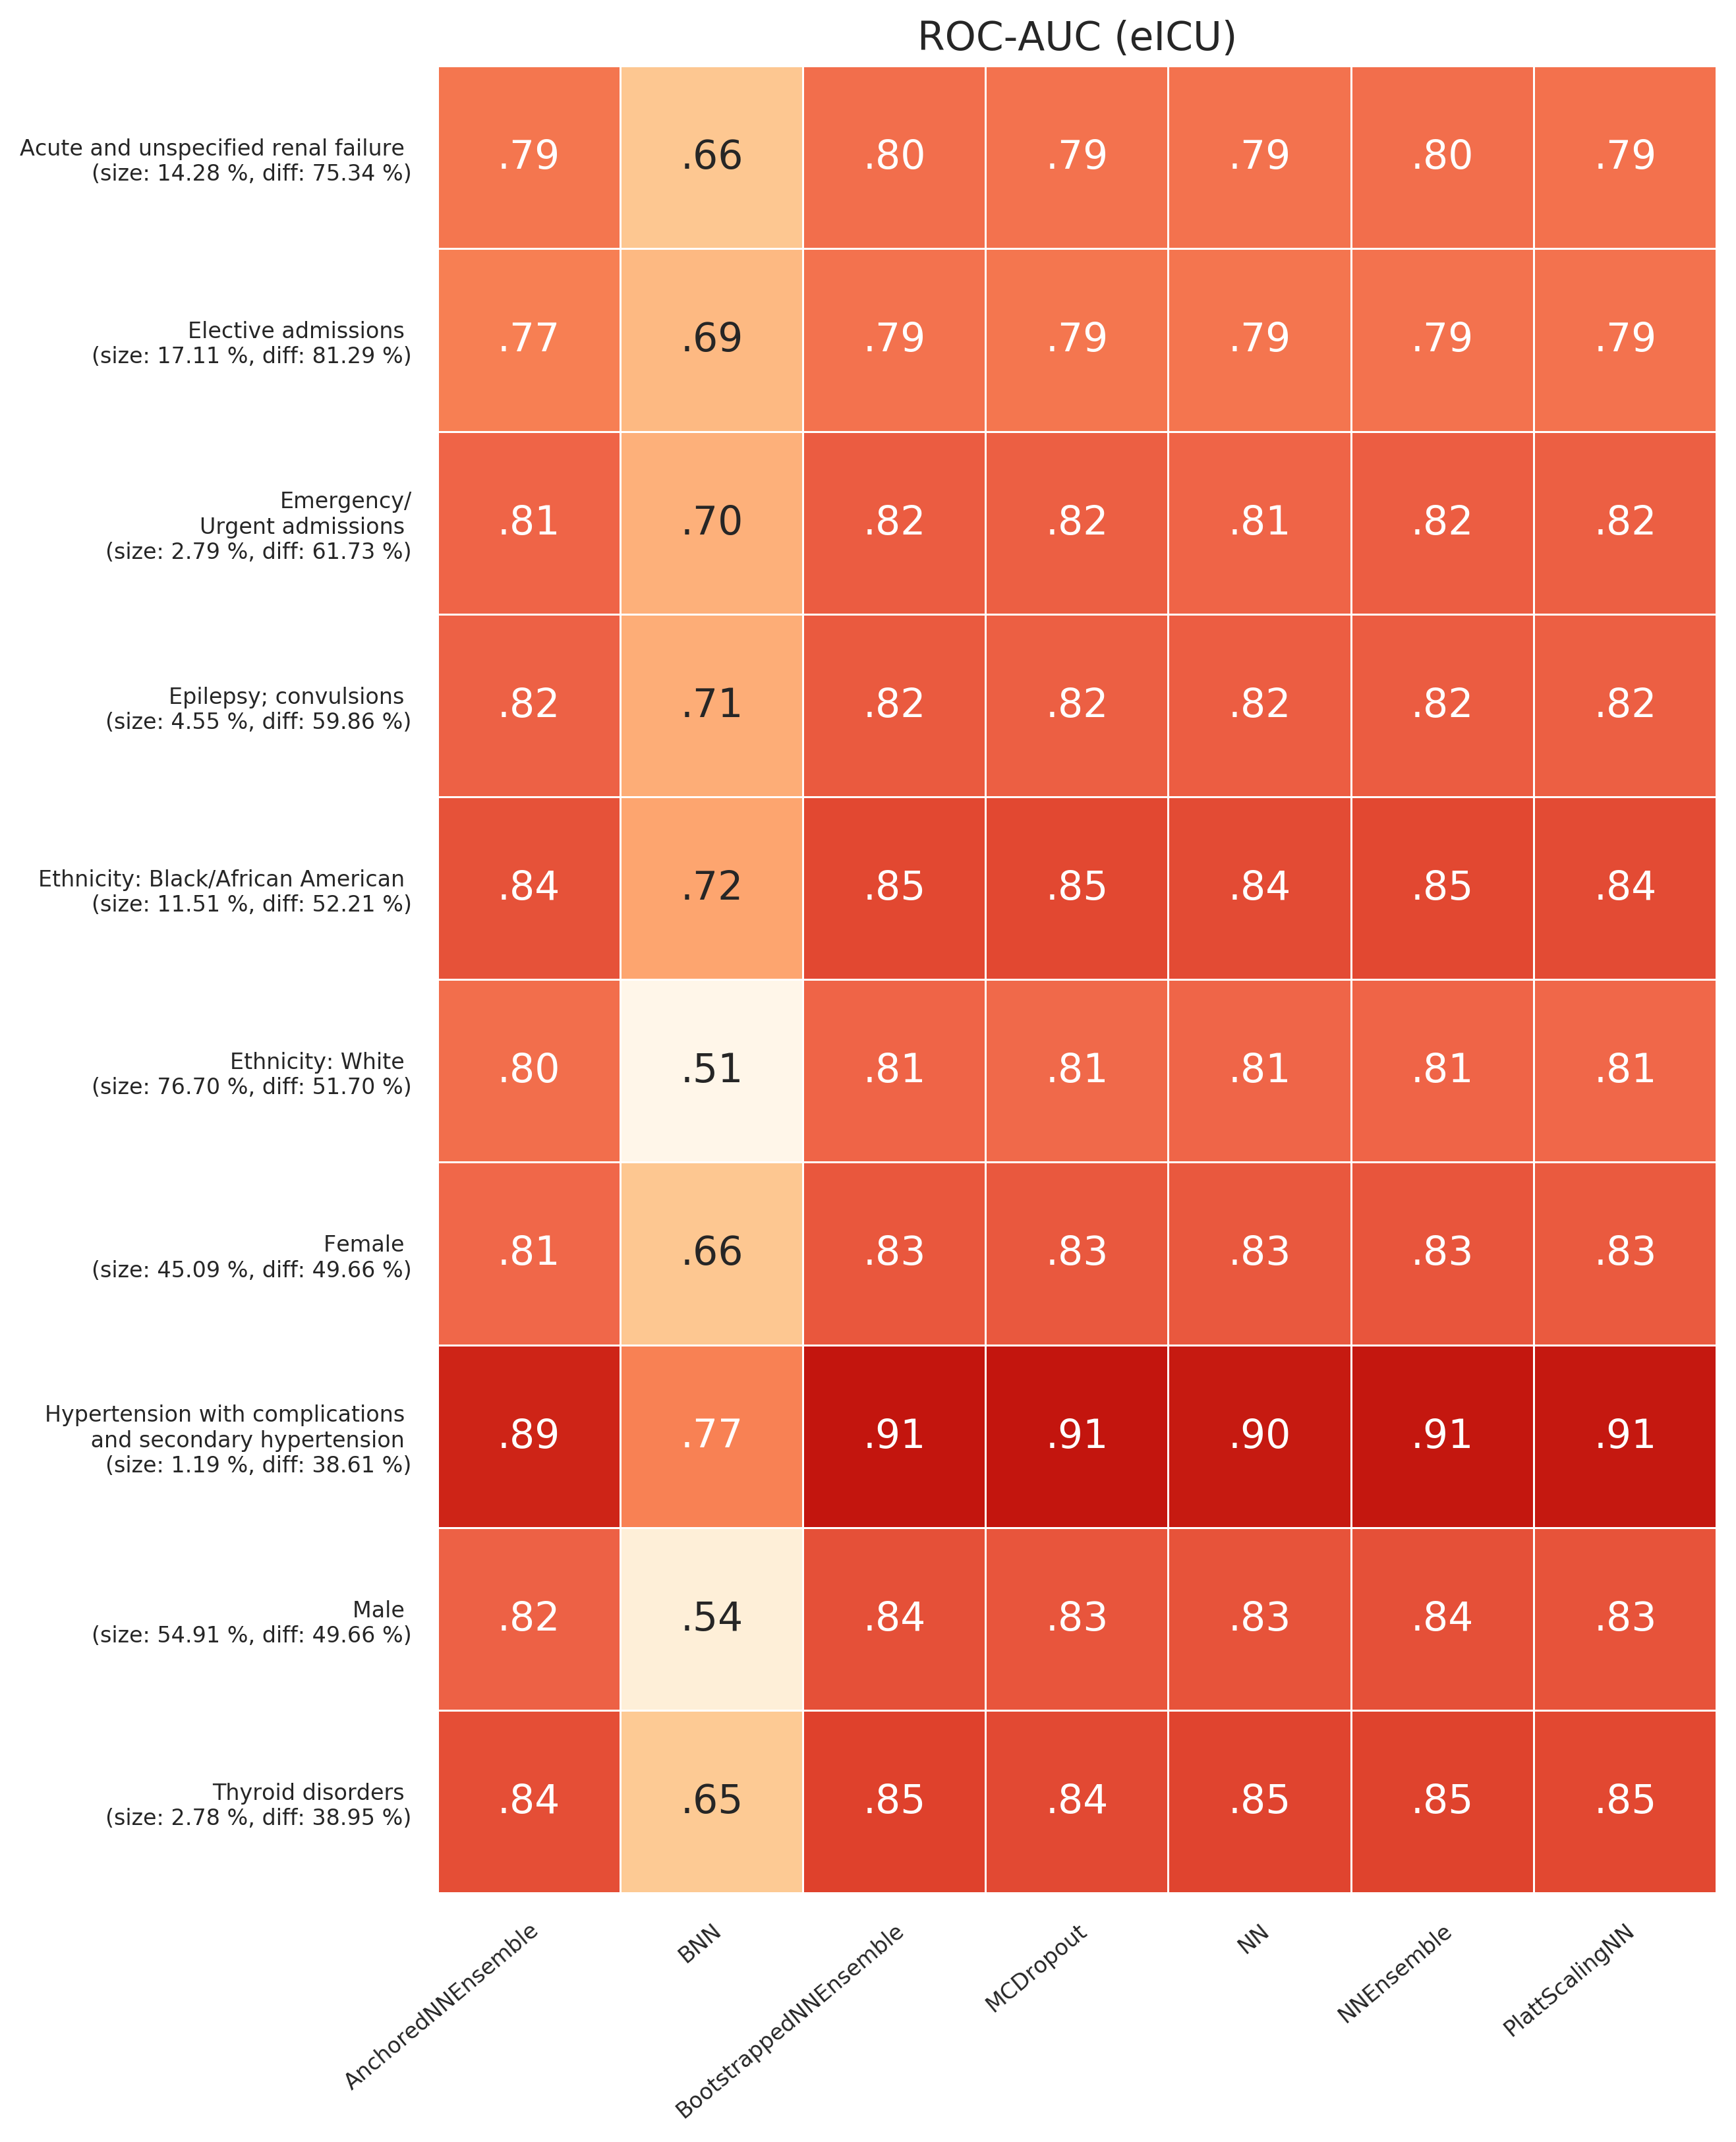 ROC-AUC (eICU)
Acute and unspecified renal failure
(size: 14.28 %, diff: 75.34 %)
.79 .66 .80 .79 .79 .80 .79
Elective admissions
(size: 17.11 %, diff: 81.29 %)
.77 .69 .79 .79 .79 .79 .79
Emergency/
Urgent admissions
(size: 2.79 %, diff: 61.73 %)
.81 .70 .82 .82 .81 .82 .82
Epilepsy; convulsions
(size: 4.55 %, diff: 59.86 %)
.82 .71 .82 .82 .82 .82 .82
Ethnicity: Black/African American
(size: 11.51 %, diff: 52.21 %)
.84 .72 .85 .85 .84 .85 .84
Ethnicity: White
(size: 76.70 %, diff: 51.70 %)
.80 .51 .81 .81 .81 .81 .81
Female
(size: 45.09 %, diff: 49.66 %)
.81 .66 .83 .83 .83 .83 .83
Hypertension with complications
and secondary hypertension
(size: 1.19 %, diff: 38.61 %)
.89 .77 .91 .91 .90 .91 .91
Male
(size: 54.91 %, diff: 49.66 %)
.82 .54 .84 .83 .83 .84 .83
Thyroid disorders
(size: 2.78 %, diff: 38.95 %)
.84 .65 .85 .84 .85 .85 .85
AnchoredNNEnsemble
BNN
BootstrappedNNEnsemble
MCDropout
NN
NNEnsemble
PlattScalingNN